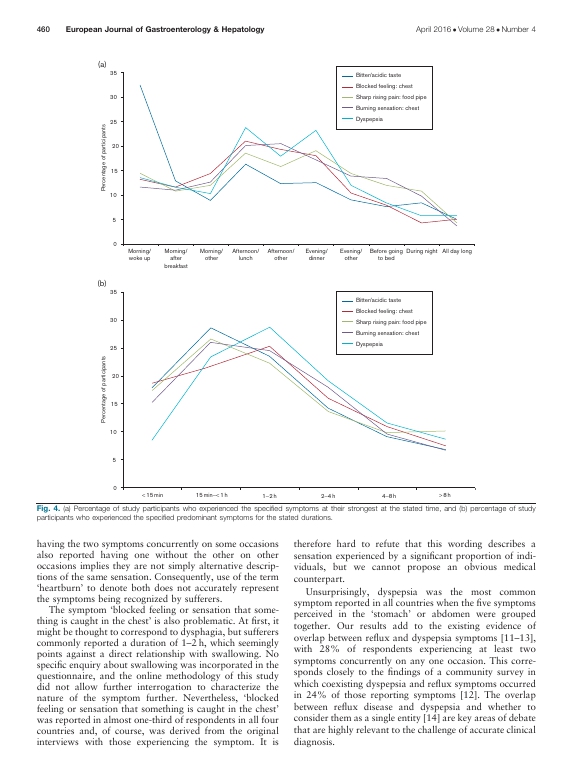 460 European Journal of Gastroenterology & Hepatology April 2016 • Volume 28 • Number 4
(a)
35
30
25
20
15
10
5
0
Percentage of participants
Bitter/acidic taste
Blocked feeling: chest
Sharp rising pain: food pipe
Burning sensation: chest
Dyspepsia
Morning/ woke up
Morning/ after breakfast
Morning/ other
Afternoon/ lunch
Afternoon/ other
Evening/ dinner
Evening/ other
Before going to bed
During night
All day long
(b)
35
30
25
20
15
10
5
0
Percentage of participants
Bitter/acidic taste
Blocked feeling: chest
Sharp rising pain: food pipe
Burning sensation: chest
Dyspepsia
< 15 min
15 min–< 1 h
1–2 h
2–4 h
4–8 h
> 8 h
Fig. 4. (a) Percentage of study participants who experienced the specified symptoms at their strongest at the stated time, and (b) percentage of study
participants who experienced the specified predominant symptoms for the stated durations.
having the two symptoms concurrently on some occasions
also reported having one without the other on other
occasions implies they are not simply alternative descrip-
tions of the same sensation. Consequently, use of the term
‘heartburn’ to denote both does not accurately represent
the symptoms being recognized by sufferers.
The symptom ‘blocked feeling or sensation that some-
thing is caught in the chest’ is also problematic. At first, it
might be thought to correspond to dysphagia, but sufferers
commonly reported a duration of 1–2 h, which seemingly
points against a direct relationship with swallowing. No
specific enquiry about swallowing was incorporated in the
questionnaire, and the online methodology of this study
did not allow further interrogation to characterize the
nature of the symptom further. Nevertheless, ‘blocked
feeling or sensation that something is caught in the chest’
was reported in almost one-third of respondents in all four
countries and, of course, was derived from the original
interviews with those experiencing the symptom. It is
therefore hard to refute that this wording describes a
sensation experienced by a significant proportion of indi-
viduals, but we cannot propose an obvious medical
counterpart.
Unsurprisingly, dyspepsia was the most common
symptom reported in all countries when the five symptoms
perceived in the ‘stomach’ or abdomen were grouped
together. Our results add to the existing evidence of
overlap between reflux and dyspepsia symptoms [11–13],
with 28% of respondents experiencing at least two
symptoms concurrently on any one occasion. This corre-
sponds closely to the findings of a community survey in
which coexisting dyspepsia and reflux symptoms occurred
in 24% of those reporting symptoms [12]. The overlap
between reflux disease and dyspepsia and whether to
consider them as a single entity [14] are key areas of debate
that are highly relevant to the challenge of accurate clinical
diagnosis.